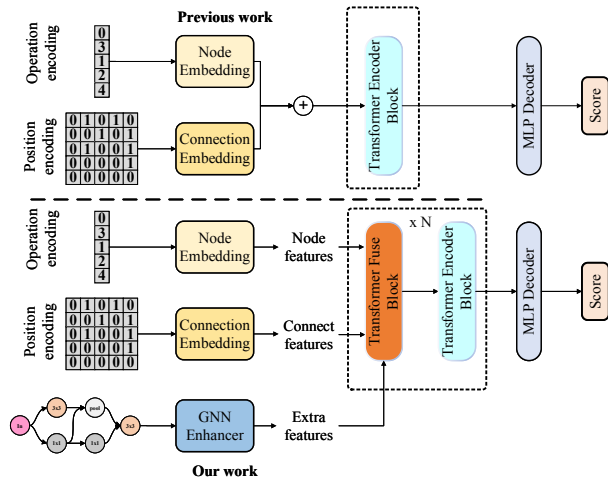 Previous work
Operation
encoding
0
3
1
2
4
Node
Embedding
Position
encoding
0 1 0 1 0
0 0 1 0 1
0 1 0 0 1
0 0 0 0 1
0 0 0 0 0
Connection
Embedding
+
Transformer Encoder
Block
MLP Decoder
Score
Operation
encoding
0
3
1
2
4
Node
Embedding
Node
features
Position
encoding
0 1 0 1 0
0 0 1 0 1
0 1 0 0 1
0 0 0 0 1
0 0 0 0 0
Connection
Embedding
Connect
features
x N
Transformer Fuse
Block
Transformer Encoder
Block
MLP Decoder
Score
In
3x3
pool
1x1
1x1
3x3
GNN
Enhancer
Extra
features
Our work